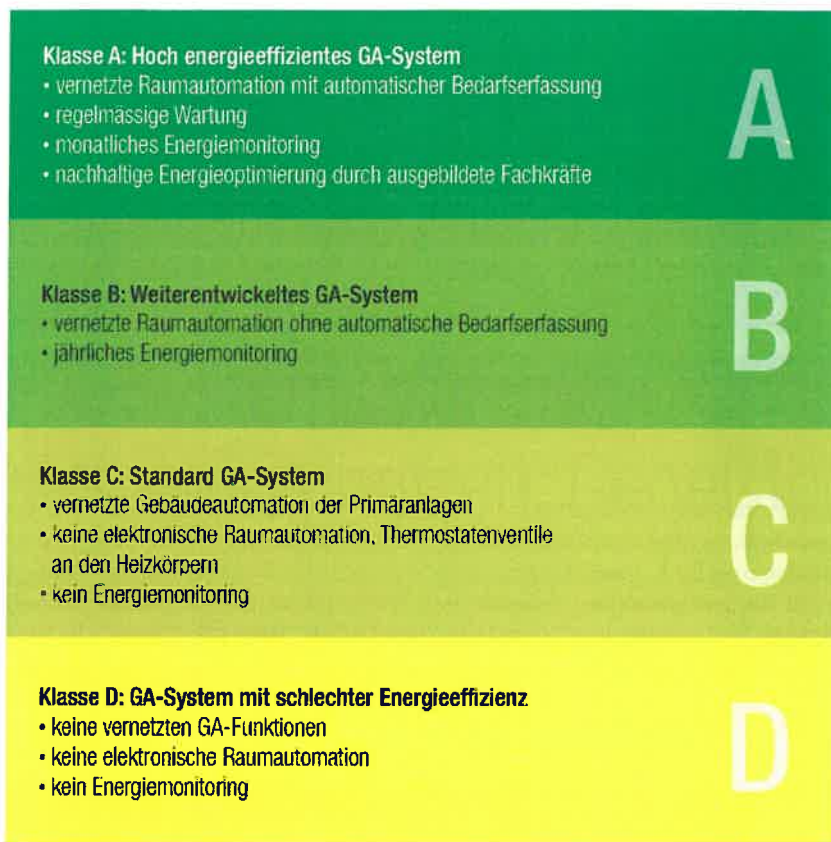 Klasse A: Hoch energieeffizientes GA-System
• vernetzte Raumautomation mit automatischer Bedarfserfassung
• regelmässige Wartung
• monatliches Energiemonitoring
• nachhaltige Energieoptimierung durch ausgebildete Fachkräfte
A
Klasse B: Weiterentwickeltes GA-System
• vernetzte Raumautomation ohne automatische Bedarfserfassung
• jährliches Energiemonitoring
B
Klasse C: Standard GA-System
• vernetzte Gebäudeautomation der Primäranlagen
• keine elektronische Raumautomation, Thermostatenventile
an den Heizkörpern
• kein Energiemonitoring
C
Klasse D: GA-System mit schlechter Energieeffizienz
• keine vernetzten GA-Funktionen
• keine elektronische Raumautomation
• kein Energiemonitoring
D